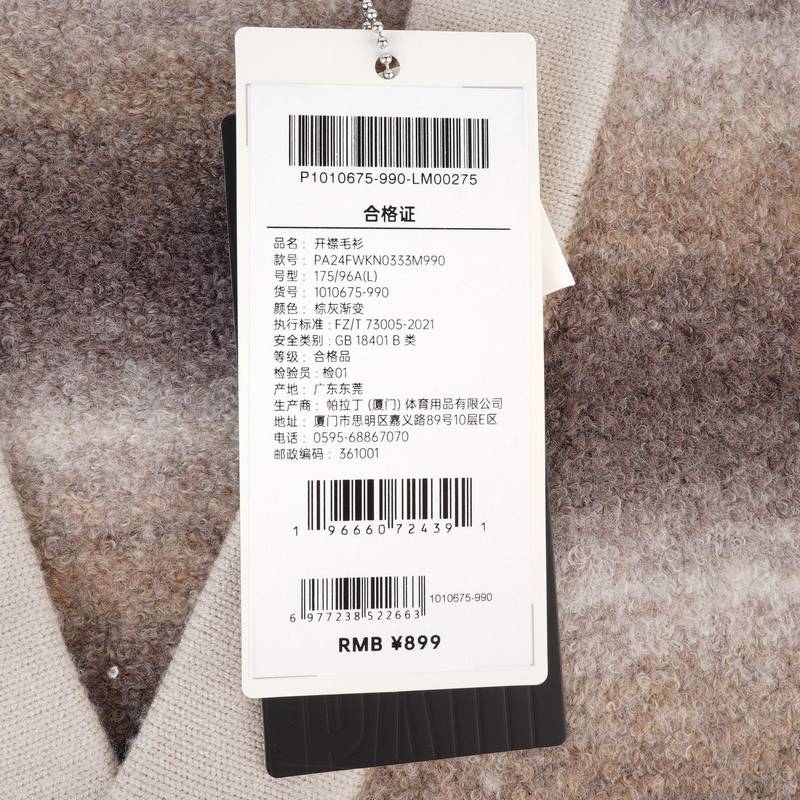 P1010675-990-LM00275
合格证
品名： 开襟毛衫
款号： PA24FWKN0333M990
号型： 175/96A(L)
货号： 1010675-990
颜色： 棕灰渐变
执行标准 : FZ/T 73005-2021
安全类别 : GB 18401 B 类
等级： 合格品
检验员 : 检01
产地： 广东东莞
生产商： 帕拉丁 (厦门) 体育用品有限公司
地址： 厦门市思明区嘉义路89号10层E区
电话： 0595-68867070
邮政编码： 361001
1 96660 72439 1
6 977238 522663 1010675-990
RMB ¥899